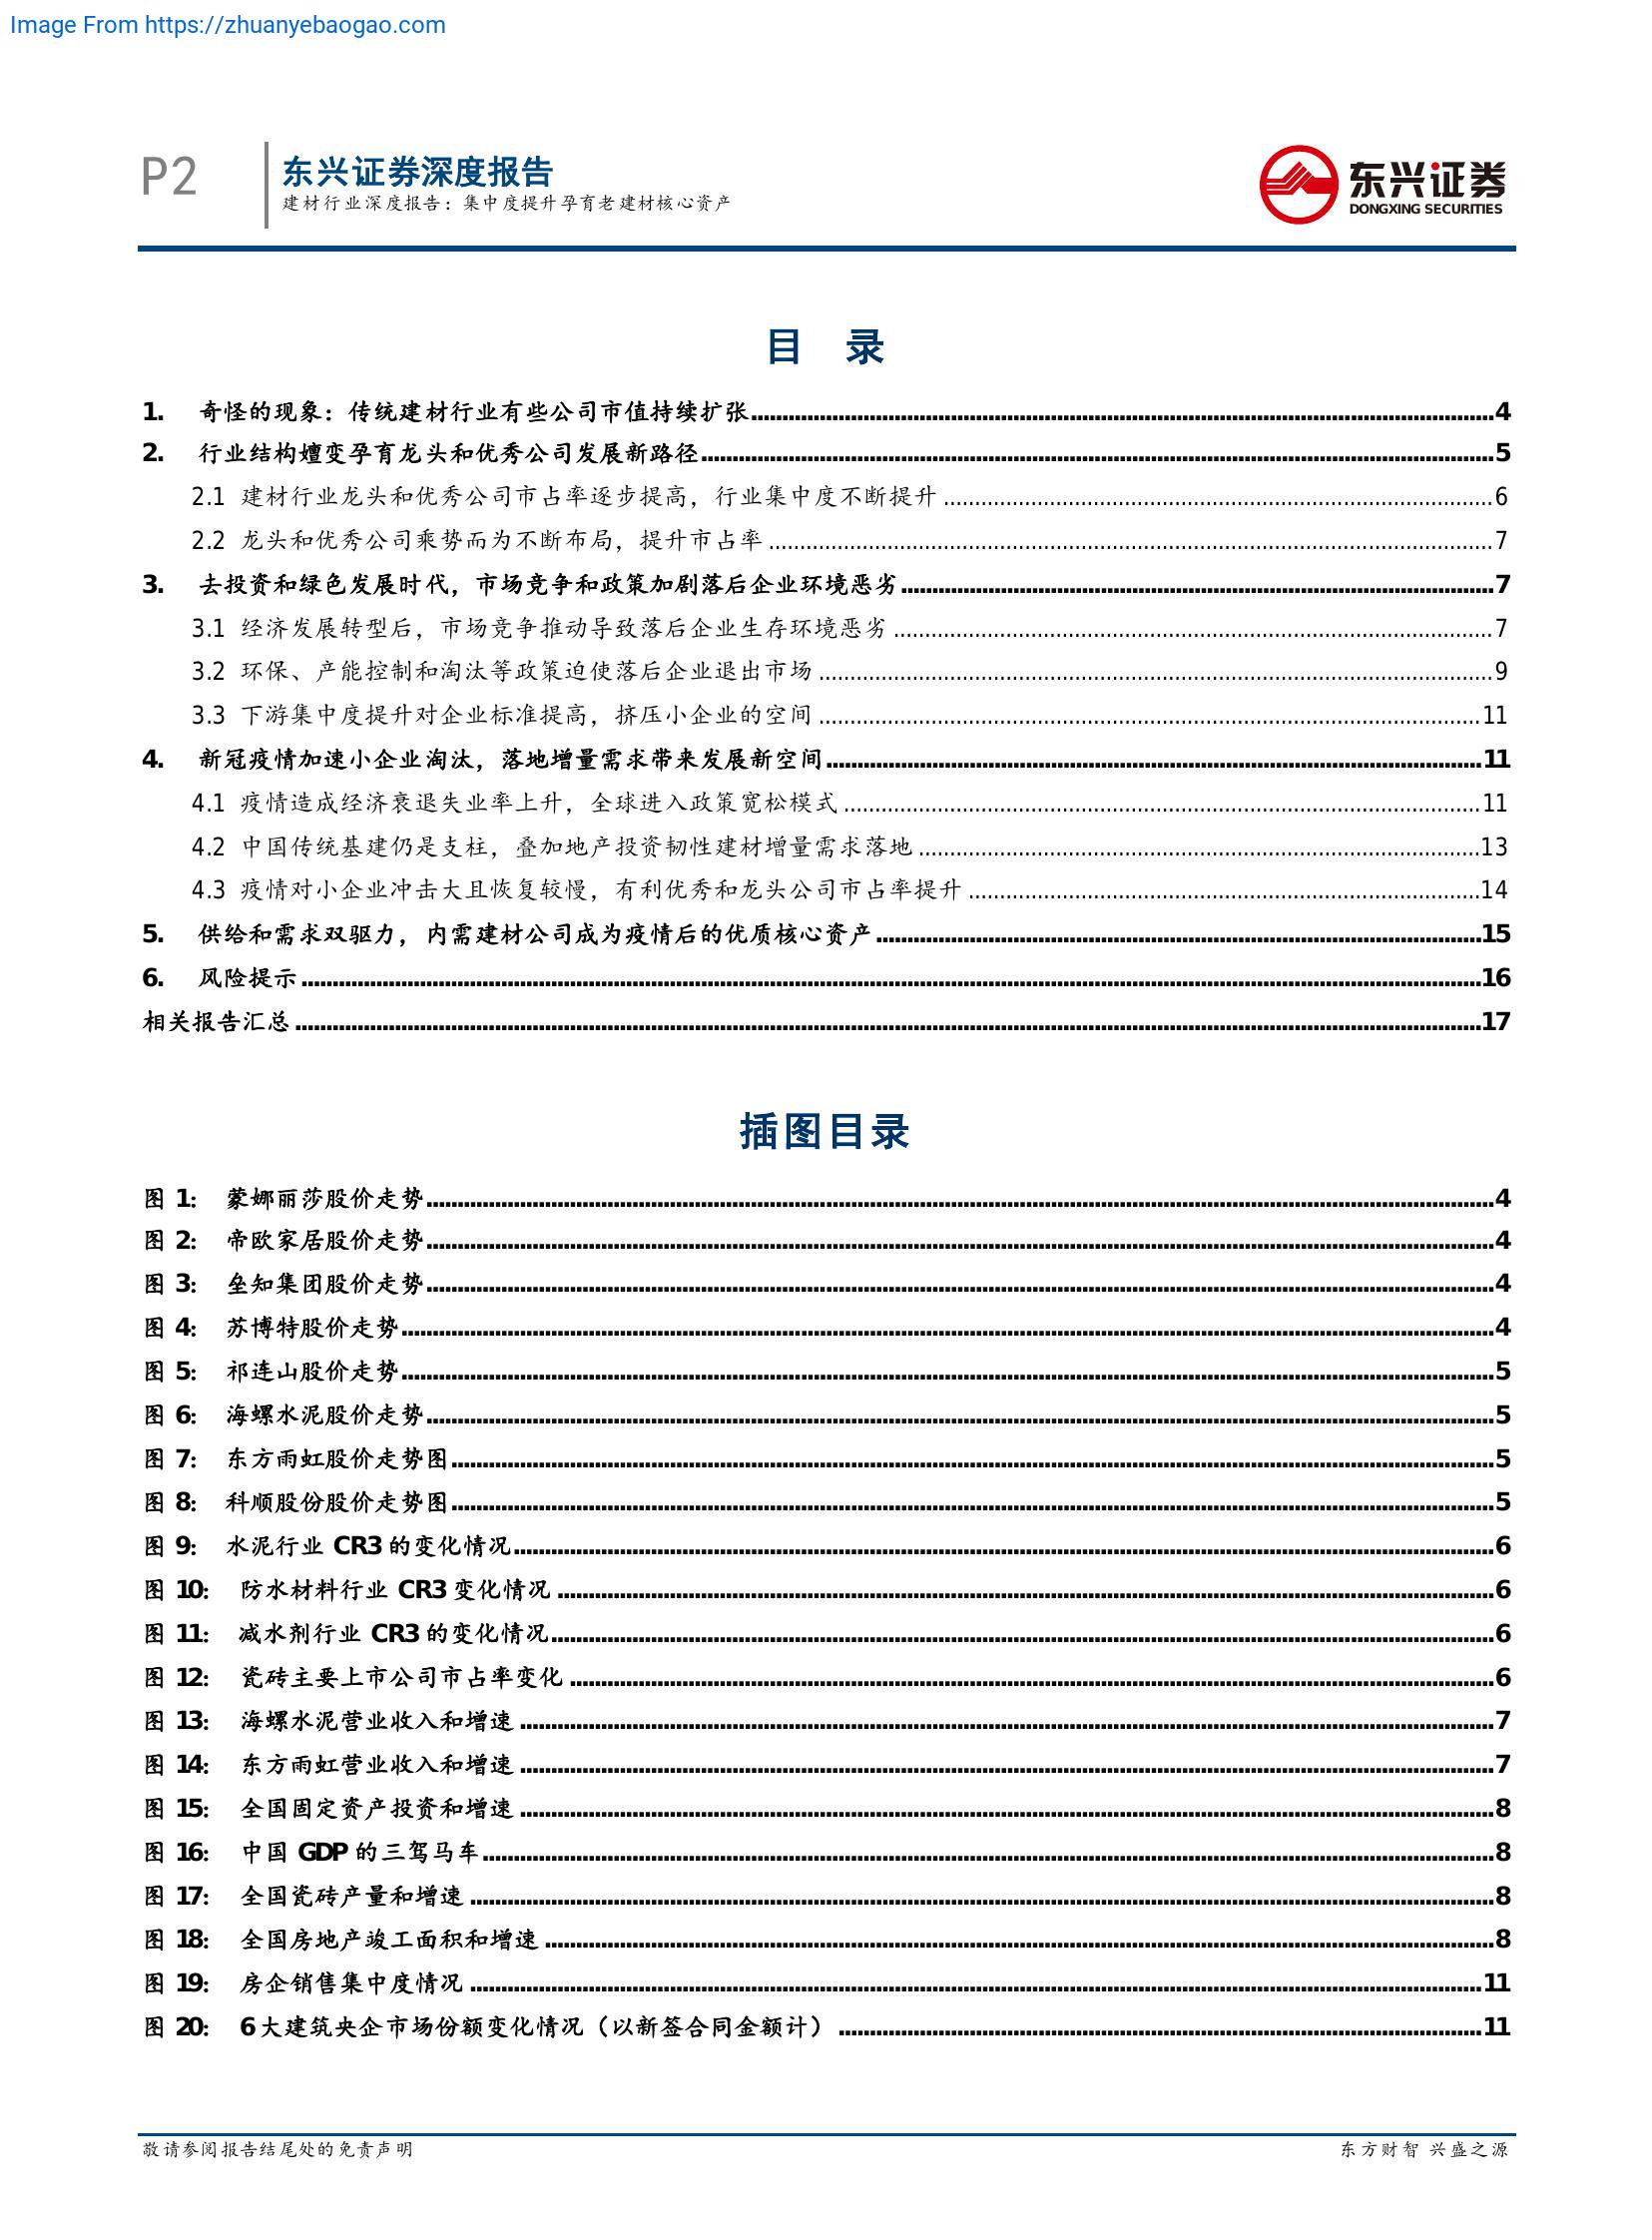 Image From https://zhuanyebaogao.com
P2
东兴证券深度报告
建材行业深度报告：集中度提升孕育老建材核心资产
东兴证券
DONGXING SECURITIES
目 录
1. 奇怪的现象：传统建材行业有些公司市值持续扩张 4
2. 行业结构嬗变孕育龙头和优秀公司发展新路径 5
2.1 建材行业龙头和优秀公司市占率逐步提高，行业集中度不断提升 6
2.2 龙头和优秀公司乘势而为不断布局，提升市占率 7
3. 去投资和绿色发展时代，市场竞争和政策加剧落后企业环境恶劣 7
3.1 经济发展转型后，市场竞争推动导致落后企业生存环境恶劣 7
3.2 环保、产能控制和淘汰等政策迫使落后企业退出市场 9
3.3 下游集中度提升对企业标准提高，挤压小企业的空间 11
4. 新冠疫情加速小企业淘汰，落地增量需求带来发展新空间 11
4.1 疫情造成经济衰退失业率上升，全球进入政策宽松模式 11
4.2 中国传统基建仍是支柱，叠加地产投资韧性建材增量需求落地 13
4.3 疫情对小企业冲击大且恢复较慢，有利优秀和龙头公司市占率提升 14
5. 供给和需求双驱力，内需建材公司成为疫情后的优质核心资产 15
6. 风险提示 16
相关报告汇总 17
插图目录
图 1: 蒙娜丽莎股价走势 4
图 2: 帝欧家居股价走势 4
图 3: 垒知集团股价走势 4
图 4: 苏博特股价走势 4
图 5: 祁连山股价走势 5
图 6: 海螺水泥股价走势 5
图 7: 东方雨虹股价走势图 5
图 8: 科顺股份股价走势图 5
图 9: 水泥行业 CR3 的变化情况 6
图 10: 防水材料行业 CR3 变化情况 6
图 11: 减水剂行业 CR3 的变化情况 6
图 12: 瓷砖主要上市公司市占率变化 6
图 13: 海螺水泥营业收入和增速 7
图 14: 东方雨虹营业收入和增速 7
图 15: 全国固定资产投资和增速 8
图 16: 中国 GDP 的三驾马车 8
图 17: 全国瓷砖产量和增速 8
图 18: 全国房地产竣工面积和增速 8
图 19: 房企销售集中度情况 11
图 20: 6 大建筑央企市场份额变化情况（以新签合同金额计） 11
敬请参阅报告结尾处的免责声明
东方财智 兴盛之源